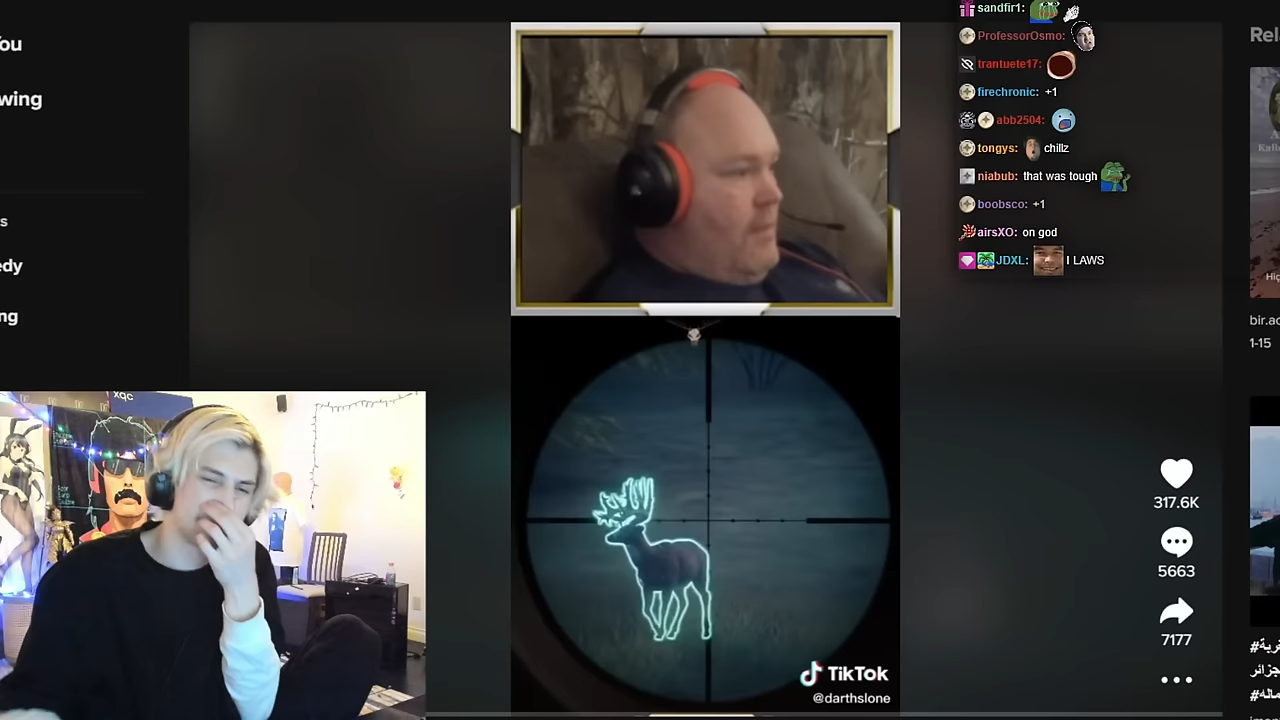 You
wing
s
edy
ng
xqc
sandfir1:
ProfessorOsmo:
trantuete17:
firechronic: +1
abb2504:
tongys: chillz
niabub: that was tough
boobsco: +1
airsXO: on god
JDXL: I LAWS
317.6K
5663
7177
TikTok
@darthslone
Rel
bir.ac
1-15